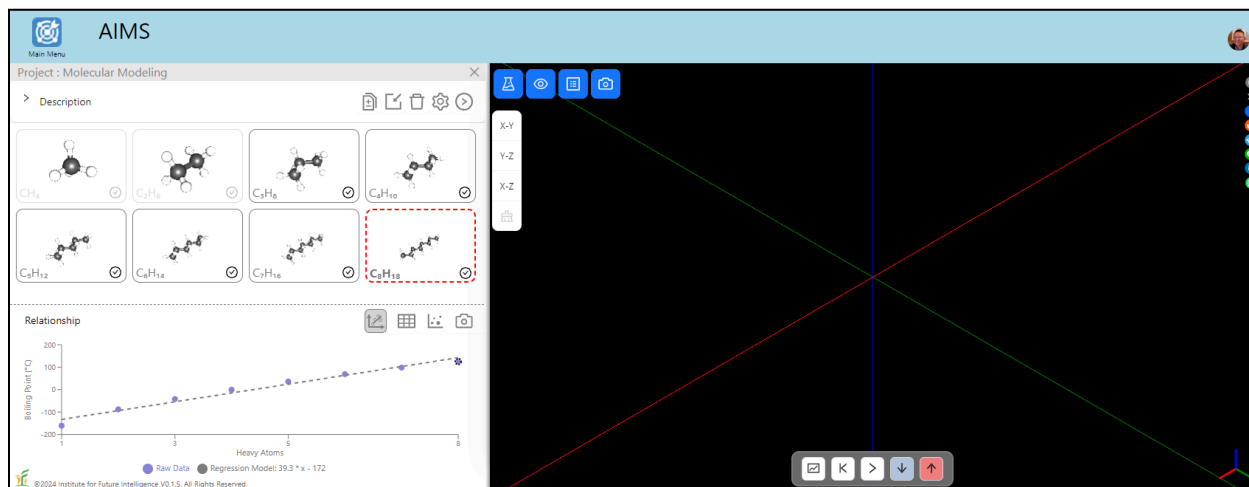 AIMS
Main Menu
Project : Molecular Modeling
Description
CH₄
C₂H₆
C₃H₈
C₄H₁₀
C₅H₁₂
C₆H₁₄
C₇H₁₆
C₈H₁₈
Relationship
200
100
0
-100
-200
Boiling Point (°C)
1
3
5
8
Heavy Atoms
Raw Data
Regression Model: 39.3 * x - 172
©2024 Institute for Future Intelligence V0.1.5. All Rights Reserved.
X-Y
Y-Z
X-Z